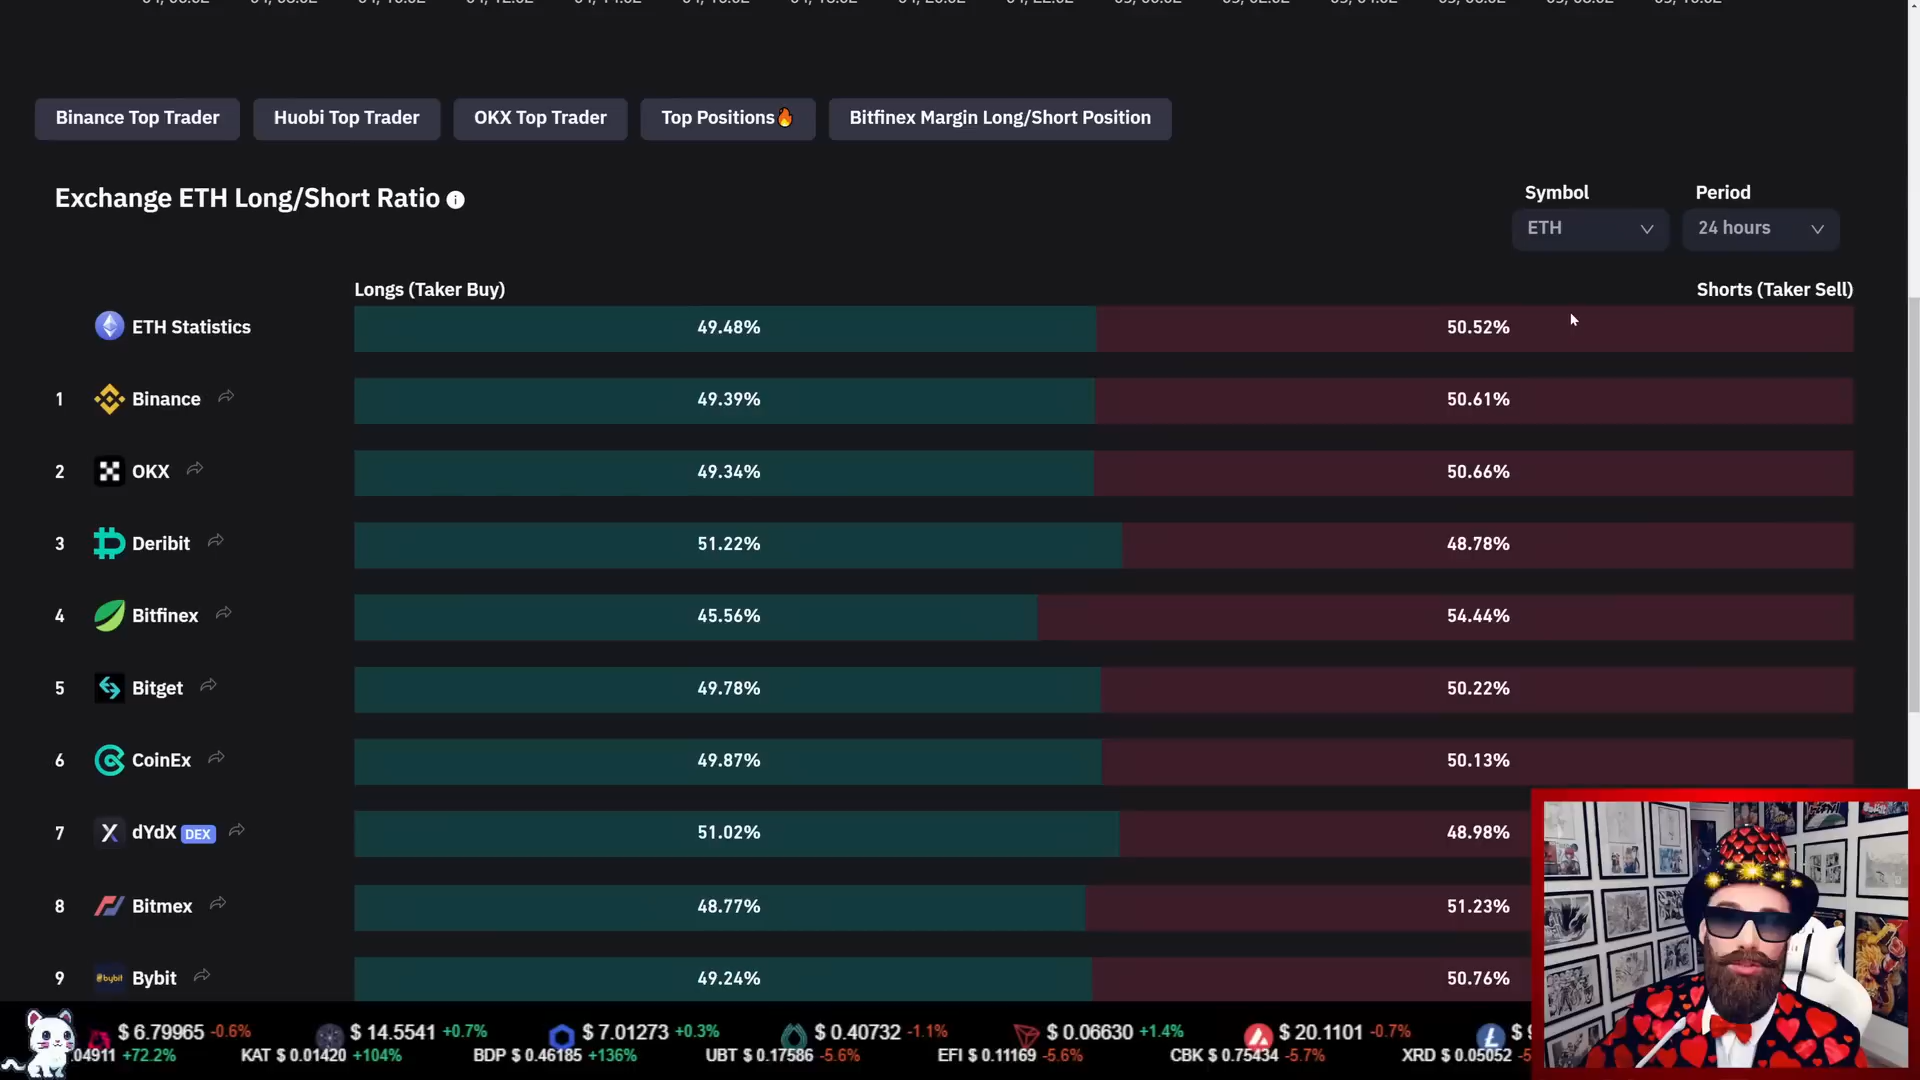 Binance Top Trader Huobi Top Trader OKX Top Trader Top Positions🔥 Bitfinex Margin Long/Short Position
Exchange ETH Long/Short Ratio
Symbol Period
ETH 24 hours
Longs (Taker Buy) Shorts (Taker Sell)
ETH Statistics 49.48% 50.52%
1 Binance 49.39% 50.61%
2 OKX 49.34% 50.66%
3 Deribit 51.22% 48.78%
4 Bitfinex 45.56% 54.44%
5 Bitget 49.78% 50.22%
6 CoinEx 49.87% 50.13%
7 dYdX DEX 51.02% 48.98%
8 Bitmex 48.77% 51.23%
9 Bybit 49.24% 50.76%
$ 6.79965 -0.6% $ 14.5541 +0.7% $ 7.01273 +0.3% $ 0.40732 -1.1% $ 0.06630 +1.4% $ 20.1101 -0.7% $
.04911 +72.2% KAT $ 0.01420 +104% BDP $ 0.46185 +136% UBT $ 0.17586 -5.6% EFI $ 0.11169 -5.6% CBK $ 0.75434 -5.7% XRD $ 0.05052